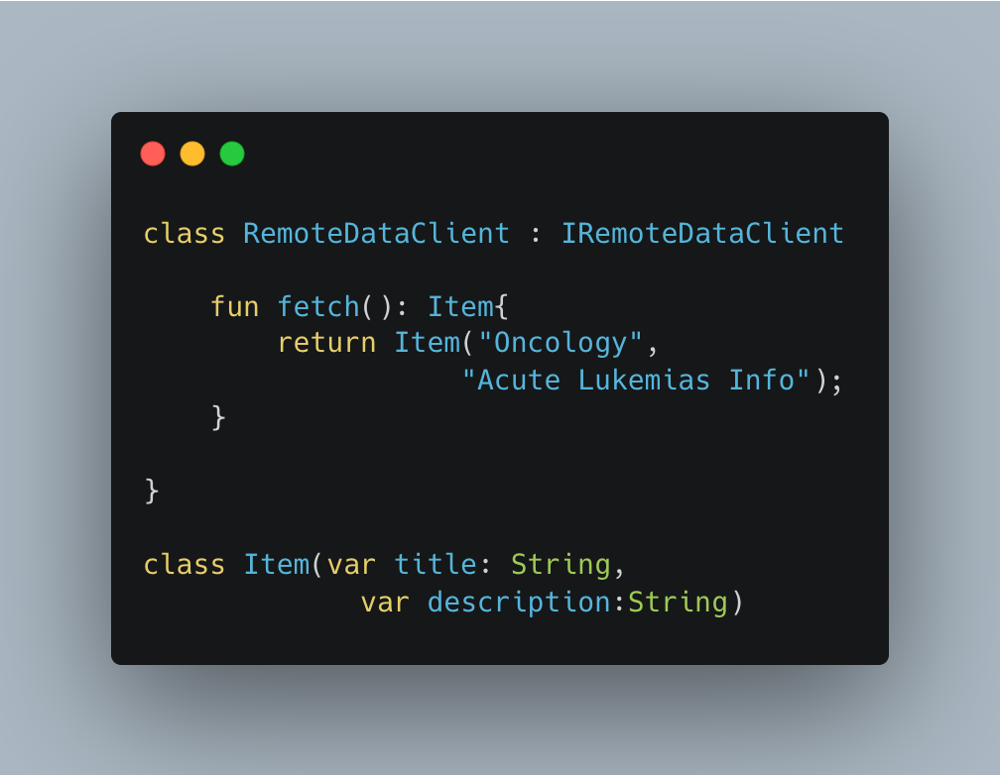 class RemoteDataClient : IRemoteDataClient
fun fetch(): Item{
return Item("Oncology",
"Acute Lukemias Info");
}
}
class Item(var title: String,
var description:String)